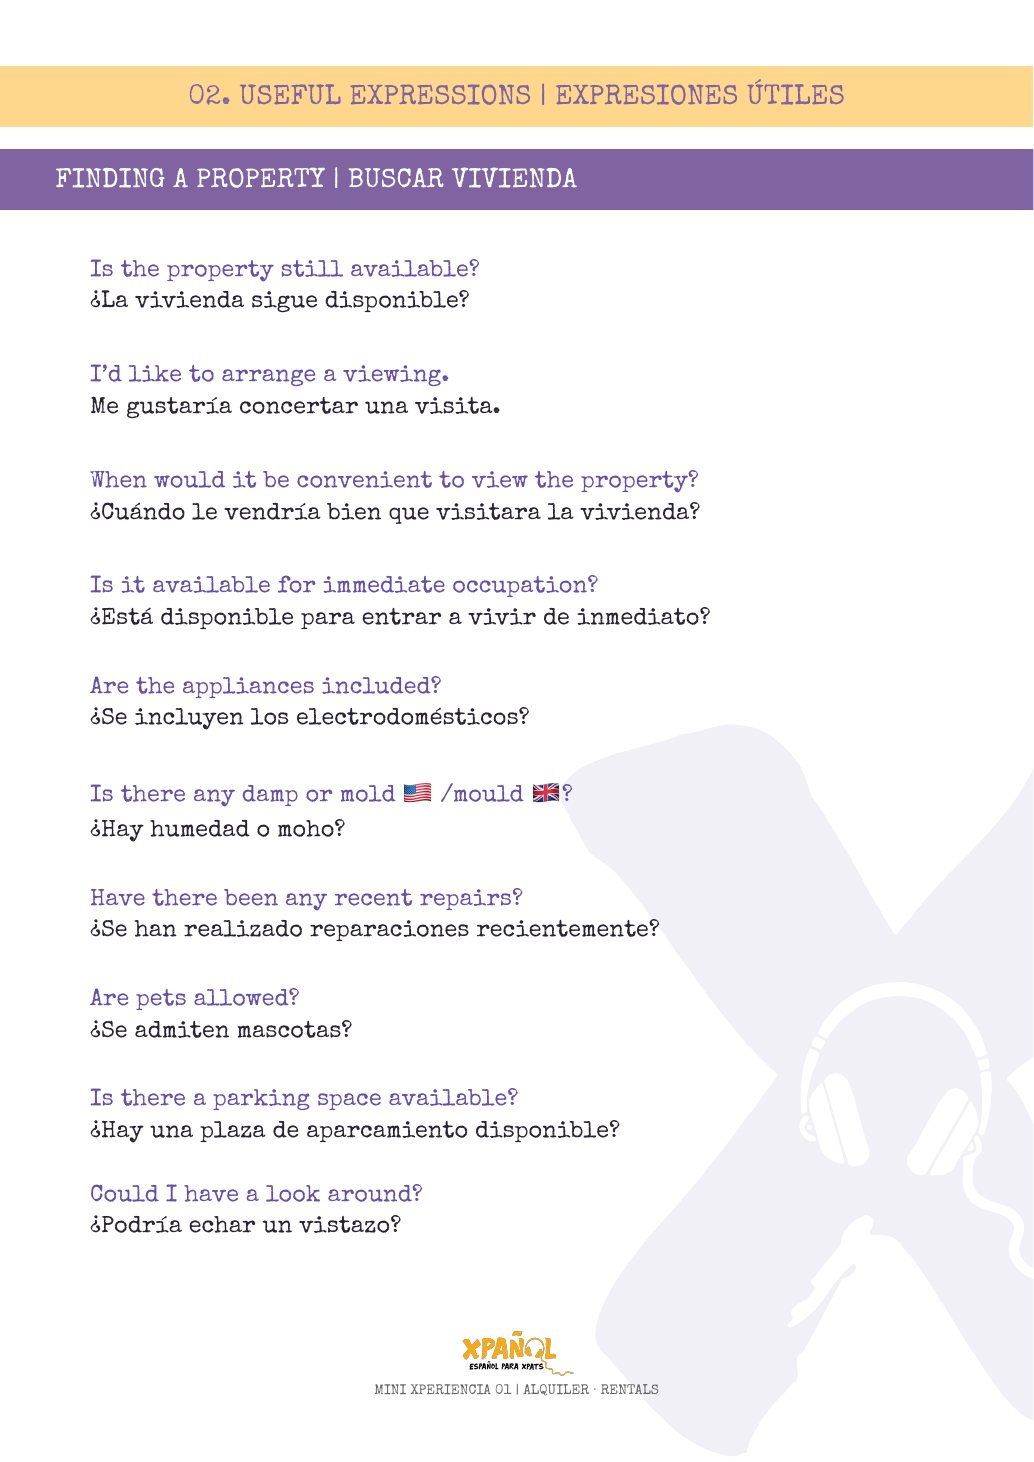 02. USEFUL EXPRESSIONS | EXPRESIONES ÚTILES
FINDING A PROPERTY | BUSCAR VIVIENDA
Is the property still available?
¿La vivienda sigue disponible?
I’d like to arrange a viewing.
Me gustaría concertar una visita.
When would it be convenient to view the property?
¿Cuándo le vendría bien que visitara la vivienda?
Is it available for immediate occupation?
¿Está disponible para entrar a vivir de inmediato?
Are the appliances included?
¿Se incluyen los electrodomésticos?
Is there any damp or mold 🇺🇸 /mould 🇬🇧?
¿Hay humedad o moho?
Have there been any recent repairs?
¿Se han realizado reparaciones recientemente?
Are pets allowed?
¿Se admiten mascotas?
Is there a parking space available?
¿Hay una plaza de aparcamiento disponible?
Could I have a look around?
¿Podría echar un vistazo?
XPAÑOL
ESPAÑOL PARA XPATS
MINI XPERIENCIA 01 | ALQUILER · RENTALS